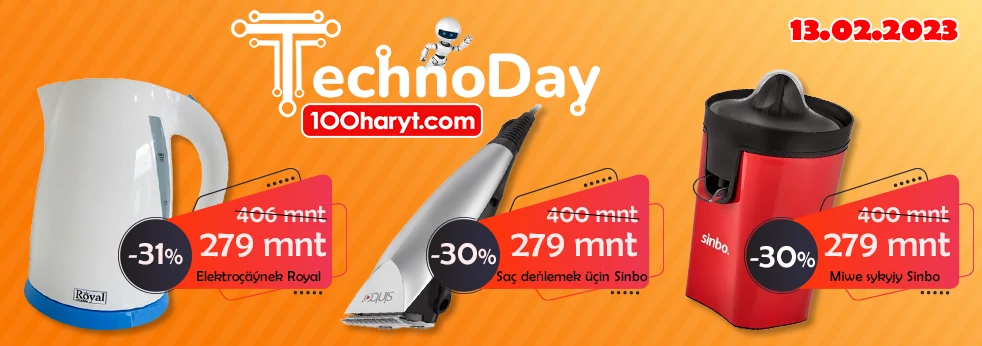 TechnoDay
100haryt.com
13.02.2023
Royal
-31%
406 mnt
279 mnt
Elektroçäýnek Royal
sinbo
-30%
400 mnt
279 mnt
Saç deňlemek üçin Sinbo
sinbo.
-30%
400 mnt
279 mnt
Miwe sykyjy Sinbo